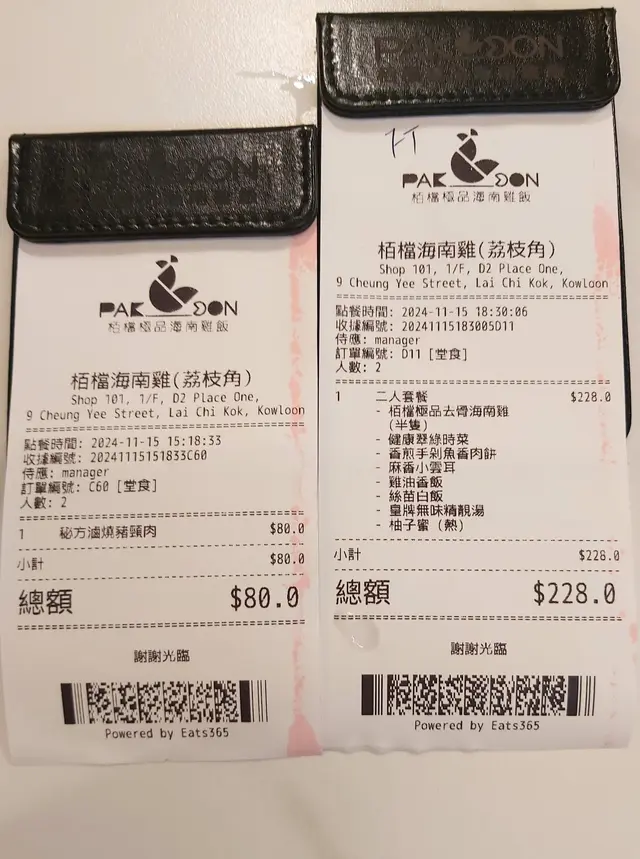 PAK DON
栢檔極品海南雞飯
栢檔海南雞(荔枝角)
Shop 101, 1/F, D2 Place One,
9 Cheung Yee Street, Lai Chi Kok, Kowloon
點餐時間: 2024-11-15 15:18:33
收據編號: 20241115151833C60
侍應: manager
訂單編號: C60 [堂食]
人數: 2
1 秘方滷燒豬頸肉 $80.0
小計 $80.0
總額 $80.0
謝謝光臨
Powered by Eats365
PAK DON
FT
PAK DON
栢檔極品海南雞飯
栢檔海南雞(荔枝角)
Shop 101, 1/F, D2 Place One,
9 Cheung Yee Street, Lai Chi Kok, Kowloon
點餐時間: 2024-11-15 18:30:06
收據編號: 20241115183005D11
侍應: manager
訂單編號: D11 [堂食]
人數: 2
1 二人套餐 $228.0
- 栢檔極品去骨海南雞
(半隻)
- 健康翠綠時菜
- 香煎手剁魚香肉餅
- 麻香小雲耳
- 雞油香飯
- 絲苗白飯
- 皇牌無味精靚湯
- 柚子蜜 (熱)
小計 $228.0
總額 $228.0
謝謝光臨
Powered by Eats365